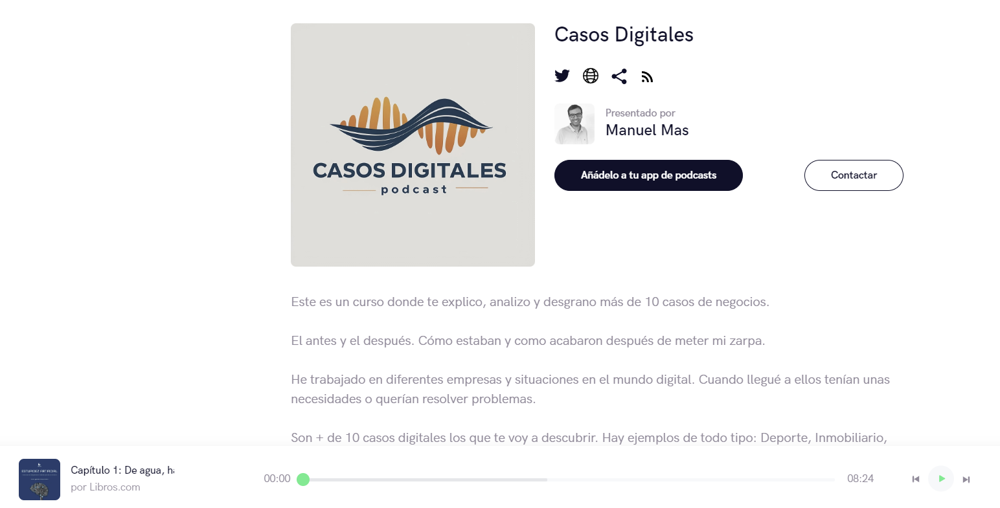 CASOS DIGITALES
podcast
Casos Digitales
Presentado por
Manuel Mas
Añádelo a tu app de podcasts
Contactar
Este es un curso donde te explico, analizo y desgrano más de 10 casos de negocios.
El antes y el después. Cómo estaban y como acabaron después de meter mi zarpa.
He trabajado en diferentes empresas y situaciones en el mundo digital. Cuando llegué a ellos tenían unas
necesidades o querían resolver problemas.
Son + de 10 casos digitales los que te voy a descubrir. Hay ejemplos de todo tipo: Deporte, Inmobiliario,
ESTUPIDEZ ARTIFICIAL
Capítulo 1: De agua, ha
por Libros.com
00:00
08:24